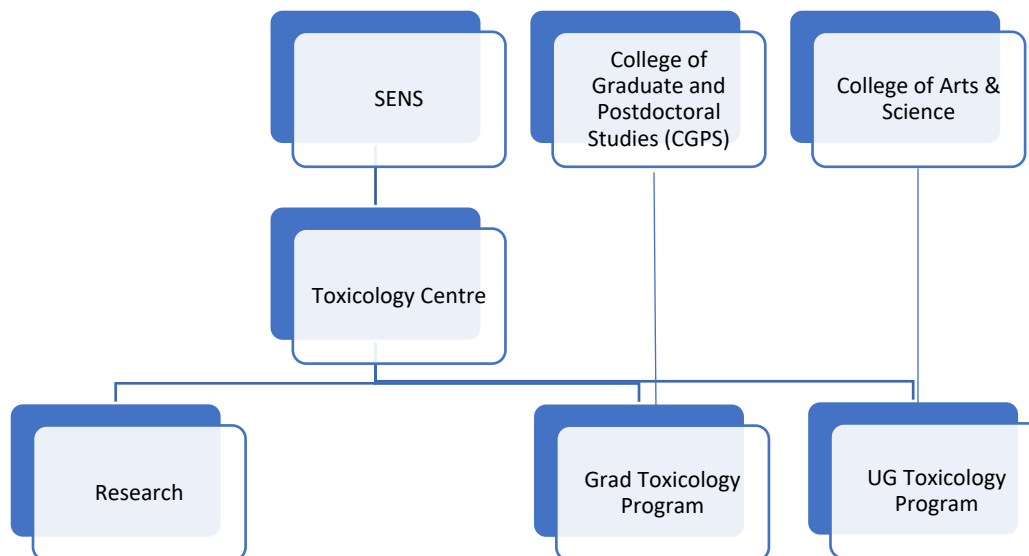 SENS
College of
Graduate and
Postdoctoral
Studies (CGPS)
College of Arts &
Science
Toxicology Centre
Research
Grad Toxicology
Program
UG Toxicology
Program